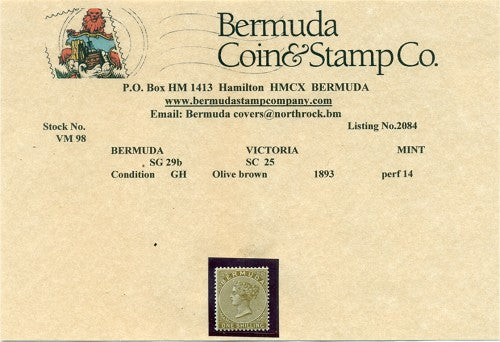 Bermuda
Coin&Stamp Co.
P.O. Box HM 1413 Hamilton HMCX BERMUDA
www.bermudastampcompany.com
Email: Bermuda covers@northrock.bm
Stock No. Listing No.2084
VM 98
BERMUDA VICTORIA MINT
SG 29b SC 25
Condition GH Olive brown 1893 perf 14
BERMUDA
ONE SHILLING